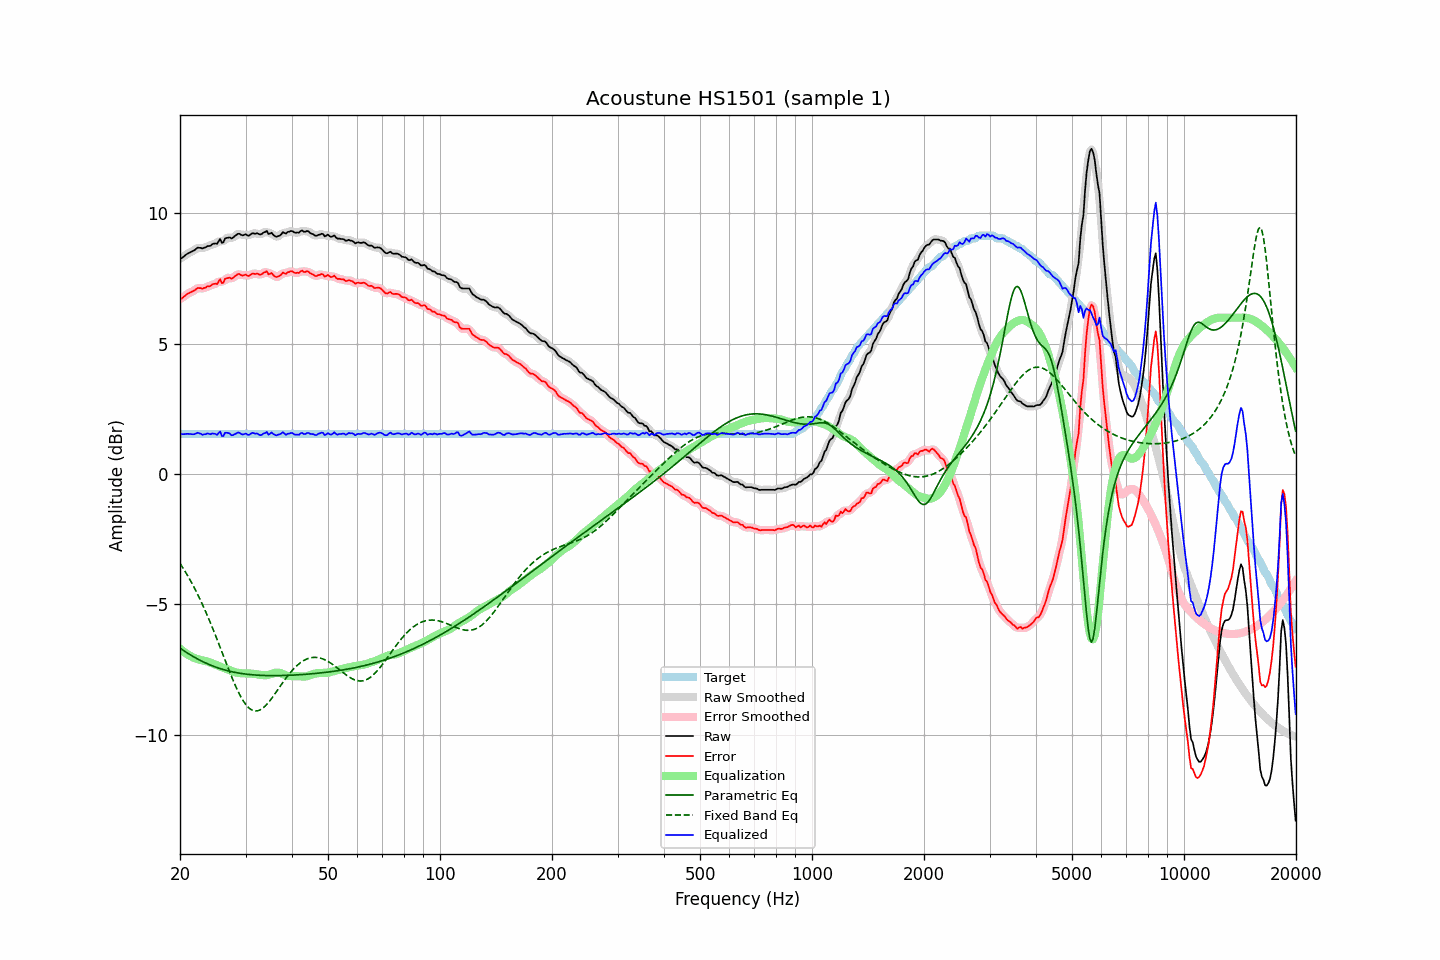 Acoustune HS1501 (sample 1)
Amplitude (dBr)
10
5
0
−5
−10
Target
Raw Smoothed
Error Smoothed
Raw
Error
Equalization
Parametric Eq
Fixed Band Eq
Equalized
20 50 100 200 500 1000 2000 5000 10000 20000
Frequency (Hz)